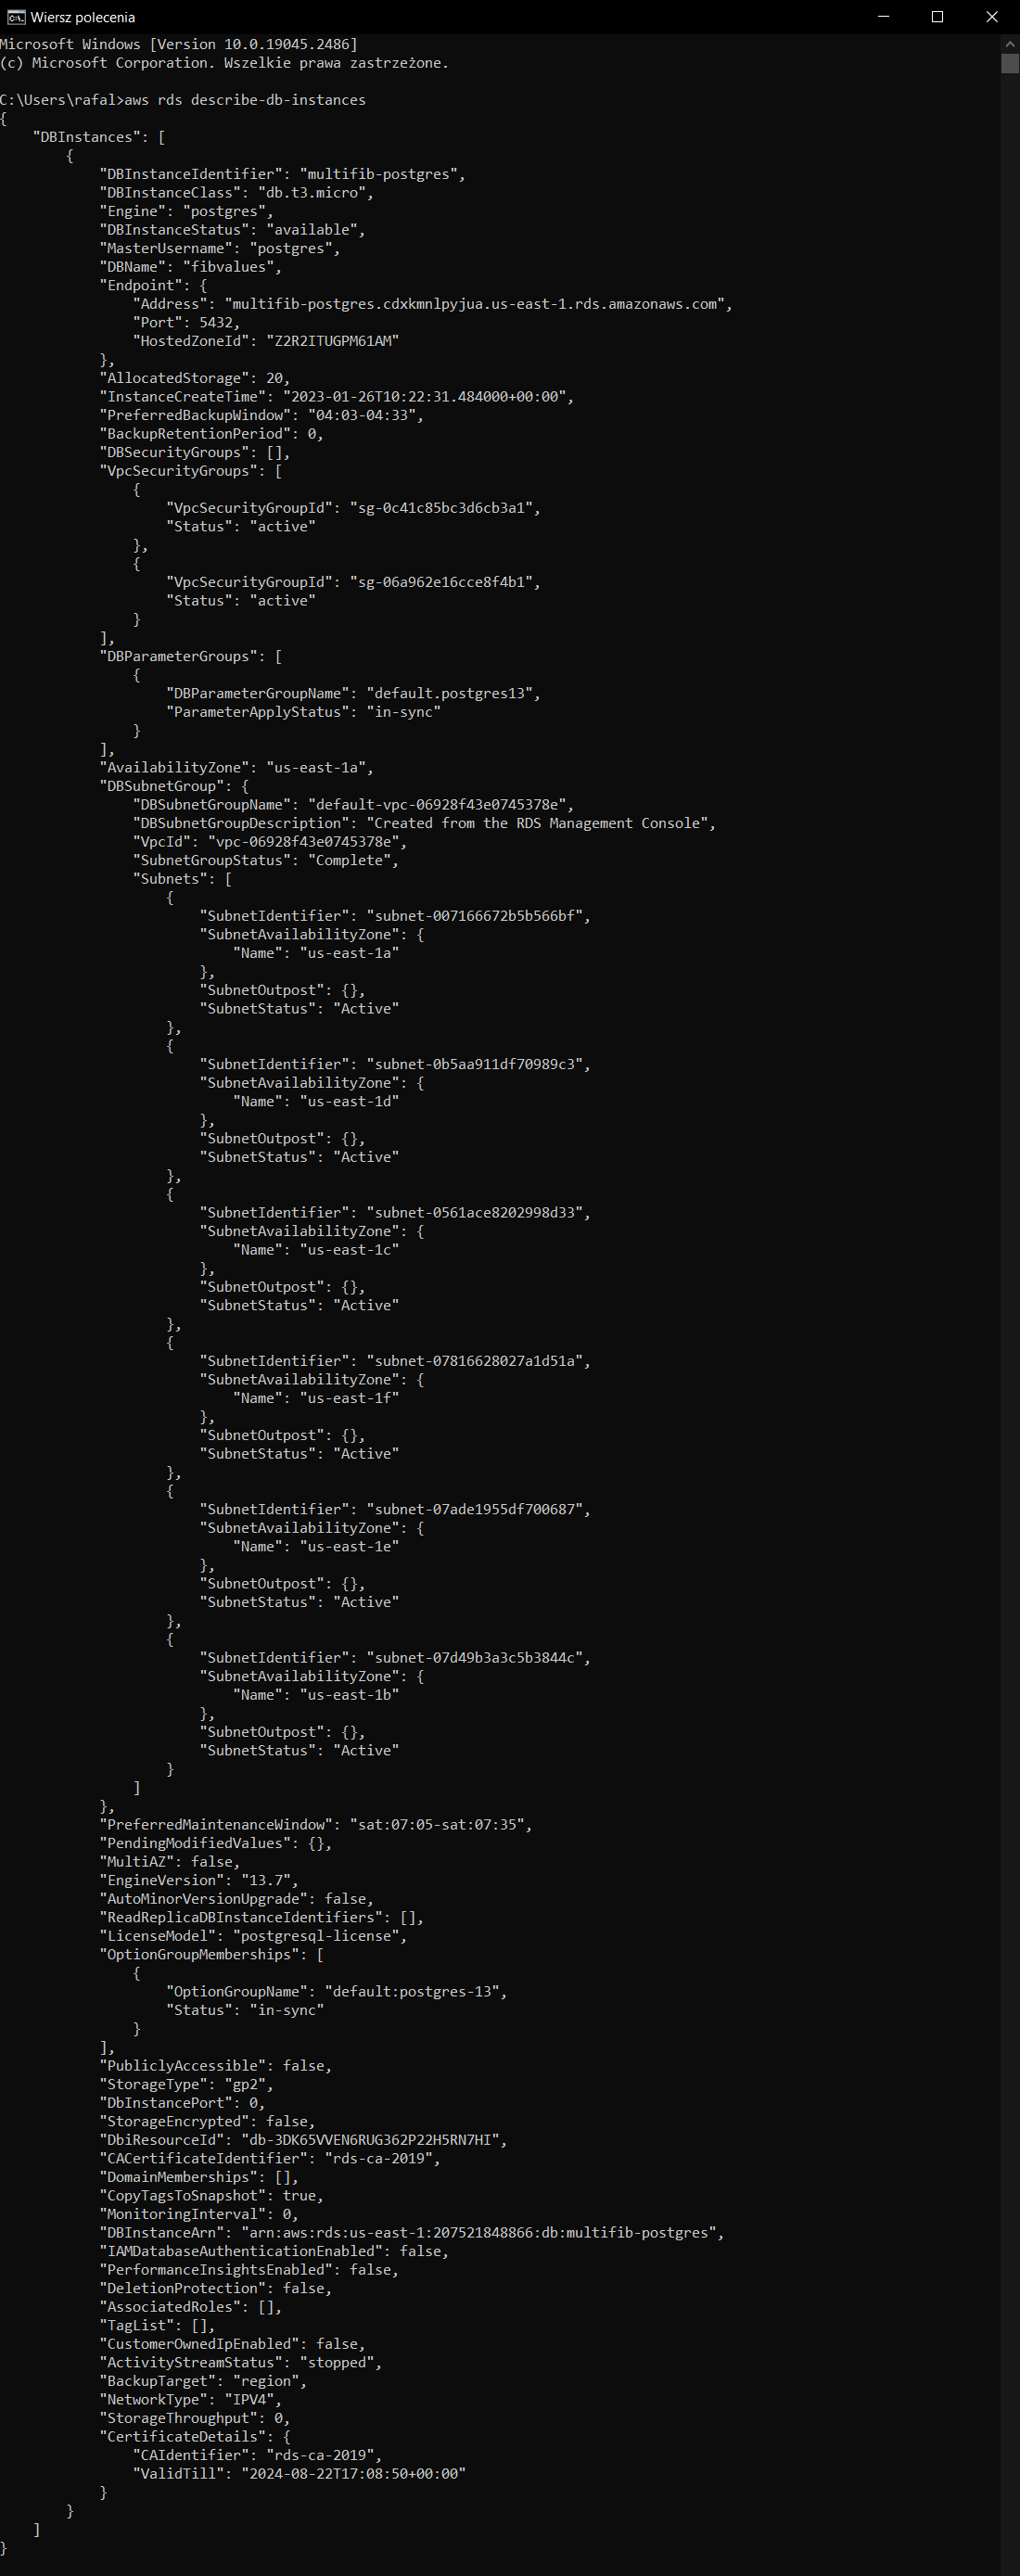 Wiersz polecenia
Microsoft Windows [Version 10.0.19045.2486]
(c) Microsoft Corporation. Wszelkie prawa zastrzeżone.

C:\Users\rafal>aws rds describe-db-instances
{
    "DBInstances": [
        {
            "DBInstanceIdentifier": "multifib-postgres",
            "DBInstanceClass": "db.t3.micro",
            "Engine": "postgres",
            "DBInstanceStatus": "available",
            "MasterUsername": "postgres",
            "DBName": "fibvalues",
            "Endpoint": {
                "Address": "multifib-postgres.cdxkmnlpyjua.us-east-1.rds.amazonaws.com",
                "Port": 5432,
                "HostedZoneId": "Z2R2ITUGPM61AM"
            },
            "AllocatedStorage": 20,
            "InstanceCreateTime": "2023-01-26T10:22:31.484000+00:00",
            "PreferredBackupWindow": "04:03-04:33",
            "BackupRetentionPeriod": 0,
            "DBSecurityGroups": [],
            "VpcSecurityGroups": [
                {
                    "VpcSecurityGroupId": "sg-0c41c85bc3d6cb3a1",
                    "Status": "active"
                },
                {
                    "VpcSecurityGroupId": "sg-06a962e16cce8f4b1",
                    "Status": "active"
                }
            ],
            "DBParameterGroups": [
                {
                    "DBParameterGroupName": "default.postgres13",
                    "ParameterApplyStatus": "in-sync"
                }
            ],
            "AvailabilityZone": "us-east-1a",
            "DBSubnetGroup": {
                "DBSubnetGroupName": "default-vpc-06928f43e0745378e",
                "DBSubnetGroupDescription": "Created from the RDS Management Console",
                "VpcId": "vpc-06928f43e0745378e",
                "SubnetGroupStatus": "Complete",
                "Subnets": [
                    {
                        "SubnetIdentifier": "subnet-007166672b5b566bf",
                        "SubnetAvailabilityZone": {
                            "Name": "us-east-1a"
                        },
                        "SubnetOutpost": {},
                        "SubnetStatus": "Active"
                    },
                    {
                        "SubnetIdentifier": "subnet-0b5aa911df70989c3",
                        "SubnetAvailabilityZone": {
                            "Name": "us-east-1d"
                        },
                        "SubnetOutpost": {},
                        "SubnetStatus": "Active"
                    },
                    {
                        "SubnetIdentifier": "subnet-0561ace8202998d33",
                        "SubnetAvailabilityZone": {
                            "Name": "us-east-1c"
                        },
                        "SubnetOutpost": {},
                        "SubnetStatus": "Active"
                    },
                    {
                        "SubnetIdentifier": "subnet-07816628027a1d51a",
                        "SubnetAvailabilityZone": {
                            "Name": "us-east-1f"
                        },
                        "SubnetOutpost": {},
                        "SubnetStatus": "Active"
                    },
                    {
                        "SubnetIdentifier": "subnet-07ade1955df700687",
                        "SubnetAvailabilityZone": {
                            "Name": "us-east-1e"
                        },
                        "SubnetOutpost": {},
                        "SubnetStatus": "Active"
                    },
                    {
                        "SubnetIdentifier": "subnet-07d49b3a3c5b3844c",
                        "SubnetAvailabilityZone": {
                            "Name": "us-east-1b"
                        },
                        "SubnetOutpost": {},
                        "SubnetStatus": "Active"
                    }
                ]
            },
            "PreferredMaintenanceWindow": "sat:07:05-sat:07:35",
            "PendingModifiedValues": {},
            "MultiAZ": false,
            "EngineVersion": "13.7",
            "AutoMinorVersionUpgrade": false,
            "ReadReplicaDBInstanceIdentifiers": [],
            "LicenseModel": "postgresql-license",
            "OptionGroupMemberships": [
                {
                    "OptionGroupName": "default:postgres-13",
                    "Status": "in-sync"
                }
            ],
            "PubliclyAccessible": false,
            "StorageType": "gp2",
            "DbInstancePort": 0,
            "StorageEncrypted": false,
            "DbiResourceId": "db-3DK65VVEN6RUG362P22H5RN7HI",
            "CACertificateIdentifier": "rds-ca-2019",
            "DomainMemberships": [],
            "CopyTagsToSnapshot": true,
            "MonitoringInterval": 0,
            "DBInstanceArn": "arn:aws:rds:us-east-1:207521848866:db:multifib-postgres",
            "IAMDatabaseAuthenticationEnabled": false,
            "PerformanceInsightsEnabled": false,
            "DeletionProtection": false,
            "AssociatedRoles": [],
            "TagList": [],
            "CustomerOwnedIpEnabled": false,
            "ActivityStreamStatus": "stopped",
            "BackupTarget": "region",
            "NetworkType": "IPV4",
            "StorageThroughput": 0,
            "CertificateDetails": {
                "CAIdentifier": "rds-ca-2019",
                "ValidTill": "2024-08-22T17:08:50+00:00"
            }
        }
    ]
}